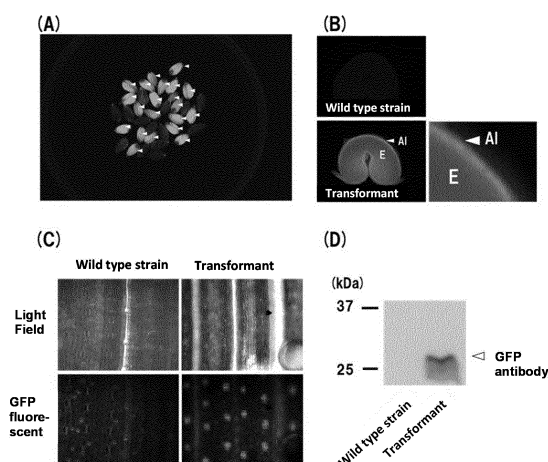 (A)
(B)
Wild type strain
Al
E
Transformant
Al
E
(C)
Wild type strain
Transformant
Light
Field
GFP
fluore-
scent
(D)
(kDa)
37
25
GFP
antibody
Wild type strain
Transformant